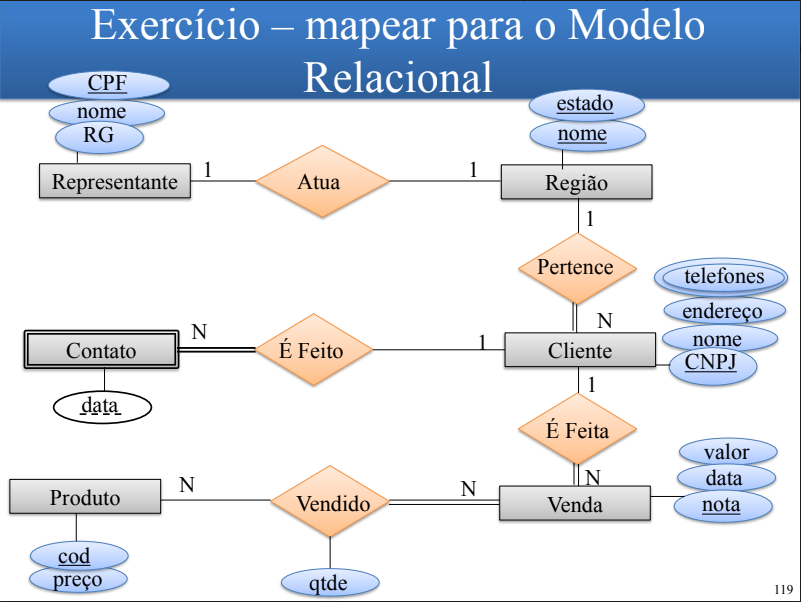 Exercício – mapear para o Modelo
Relacional
CPF
nome
RG
estado
nome
Representante
1
Atua
1
Região
1
Pertence
telefones
endereço
nome
CNPJ
N
Contato
N
É Feito
1
Cliente
data
1
É Feita
N
valor
data
nota
Produto
N
Vendido
N
Venda
cod
preço
qtde
119